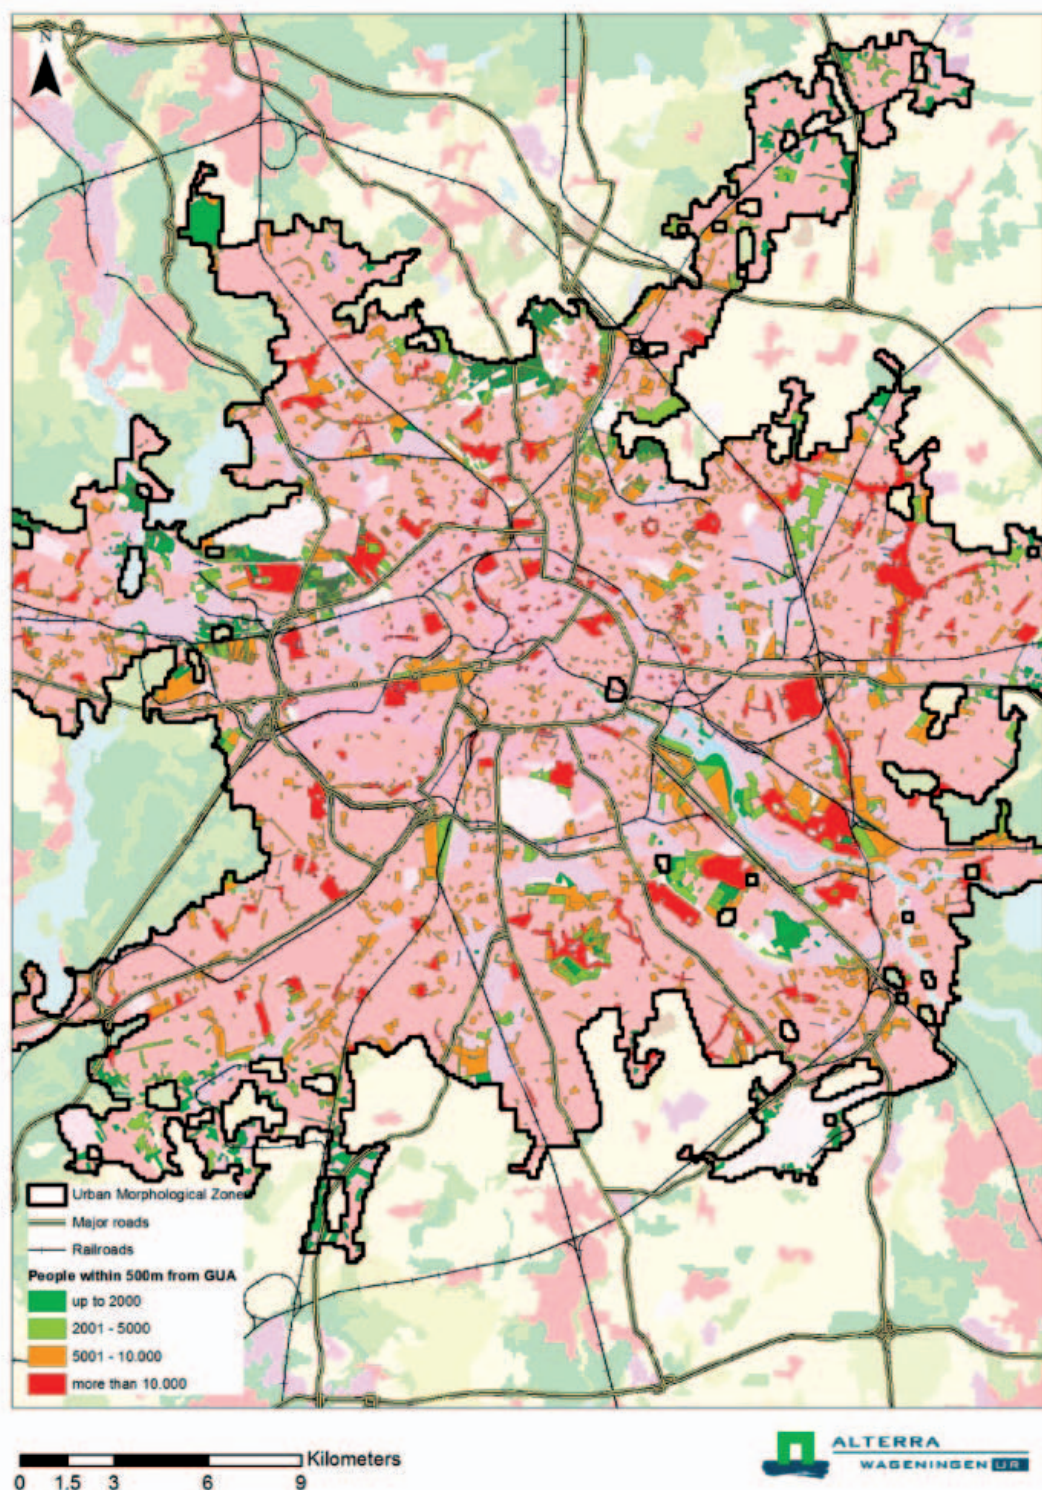 N
Urban Morphological Zone
Major roads
Railroads
People within 500m from GUA
up to 2000
2001 - 5000
5001 - 10.000
more than 10.000
Kilometers
0 1.5 3 6 9
ALTERRA
WAGENINGEN UR